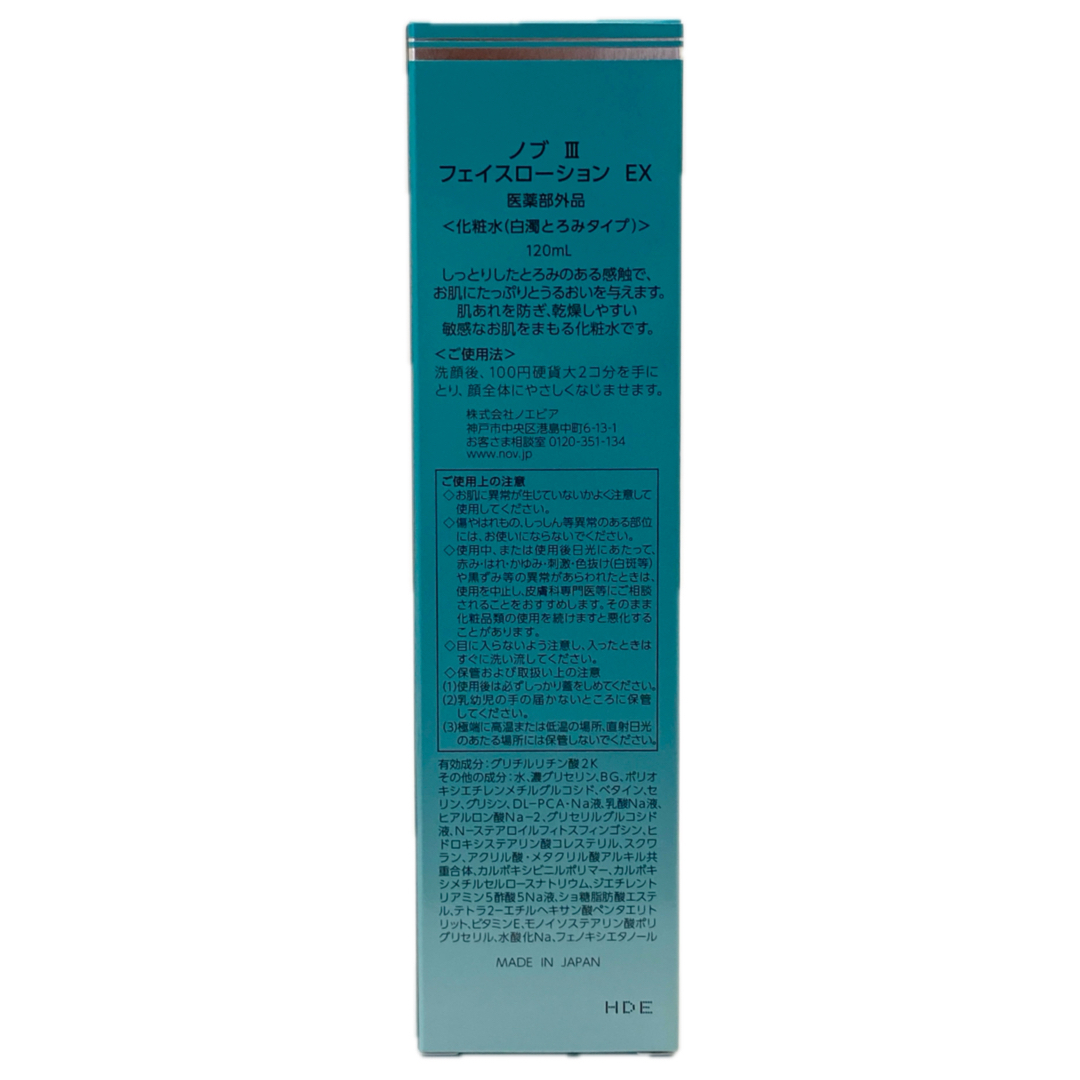 ノブ Ⅲ
フェイスローション EX
医薬部外品
＜化粧水(白濁とろみタイプ)＞
120mL
しっとりしたとろみのある感触で、
お肌にたっぷりとうるおいを与えます。
肌あれを防ぎ、乾燥しやすい
敏感なお肌をまもる化粧水です。
＜ご使用法＞
洗顔後、100円硬貨大2コ分を手に
とり、顔全体にやさしくなじませます。
株式会社ノエビア
神戸市中央区港島中町6-13-1
お客さま相談室 0120-351-134
www.nov.jp
ご使用上の注意
◇お肌に異常が生じていないかよく注意して
使用してください。
◇傷やはれもの、しっしん等異常のある部位
には、お使いにならないでください。
◇使用中、または使用後日光にあたって、
赤み・はれ・かゆみ・刺激・色抜け(白斑等)
や黒ずみ等の異常があらわれたときは、
使用を中止し、皮膚科専門医等にご相談
されることをおすすめします。そのまま
化粧品類の使用を続けますと悪化する
ことがあります。
◇目に入らないよう注意し、入ったときは
すぐに洗い流してください。
◇保管および取扱い上の注意
(1)使用後は必ずしっかり蓋をしめてください。
(2)乳幼児の手の届かないところに保管
してください。
(3)極端に高温または低温の場所、直射日光
のあたる場所には保管しないでください。
有効成分：グリチルリチン酸2K
その他の成分：水、濃グリセリン、BG、ポリオ
キシエチレンメチルグルコシド、ベタイン、セ
リン、グリシン、DL-PCA・Na液、乳酸Na液、
ヒアルロン酸Na-2、グリセリルグルコシド
液、N-ステアロイルフィトスフィンゴシン、ヒ
ドロキシステアリン酸コレステリル、スクワ
ラン、アクリル酸・メタクリル酸アルキル共
重合体、カルボキシビニルポリマー、カルボキ
シメチルセルロースナトリウム、ジエチレント
リアミン5酢酸5Na液、ショ糖脂肪酸エステ
ル、テトラ2-エチルヘキサン酸ペンタエリト
リット、ビタミンE、モノイソステアリン酸ポリ
グリセリル、水酸化Na、フェノキシエタノール
MADE IN JAPAN
HDE